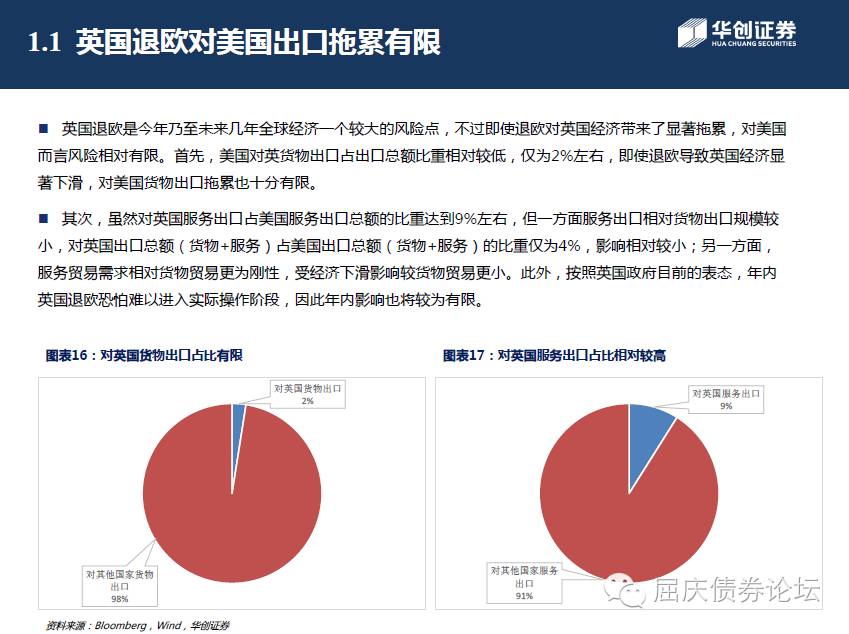 1.1 英国退欧对美国出口拖累有限
华创证券
HUA CHUANG SECURITIES
■ 英国退欧是今年乃至未来几年全球经济一个较大的风险点，不过即使退欧对英国经济带来了显著拖累，对美国
而言风险相对有限。首先，美国对英货物出口占出口总额比重相对较低，仅为2%左右，即使退欧导致英国经济显
著下滑，对美国货物出口拖累也十分有限。
■ 其次，虽然对英国服务出口占美国服务出口总额的比重达到9%左右，但一方面服务出口相对货物出口规模较
小，对英国出口总额（货物+服务）占美国出口总额（货物+服务）的比重仅为4%，影响相对较小；另一方面，
服务贸易需求相对货物贸易更为刚性，受经济下滑影响较货物贸易更小。此外，按照英国政府目前的表态，年内
英国退欧恐怕难以进入实际操作阶段，因此年内影响也将较为有限。
图表16：对英国货物出口占比有限
对英国货物出口
2%
对其他国家货物
出口
98%
图表17：对英国服务出口占比相对较高
对英国服务出口
9%
对其他国家服务
出口
91%
屈庆债券论坛
资料来源：Bloomberg，Wind，华创证券